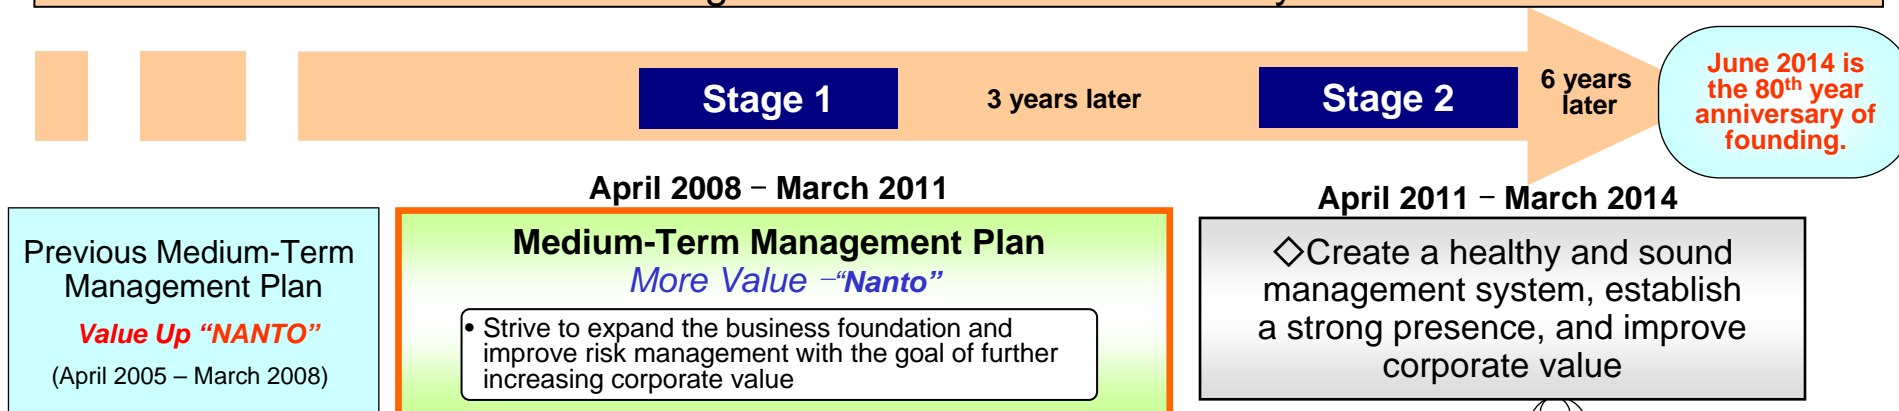 Stage 1
3 years later
Stage 2
6 years
later
June 2014 is
the 80th year
anniversary of
founding.
April 2008 – March 2011
April 2011 – March 2014
Previous Medium-Term
Management Plan
Value Up “NANTO”
(April 2005 – March 2008)
Medium-Term Management Plan
More Value –“Nanto”
• Strive to expand the business foundation and
improve risk management with the goal of further
increasing corporate value
◇Create a healthy and sound
management system, establish
a strong presence, and improve
corporate value